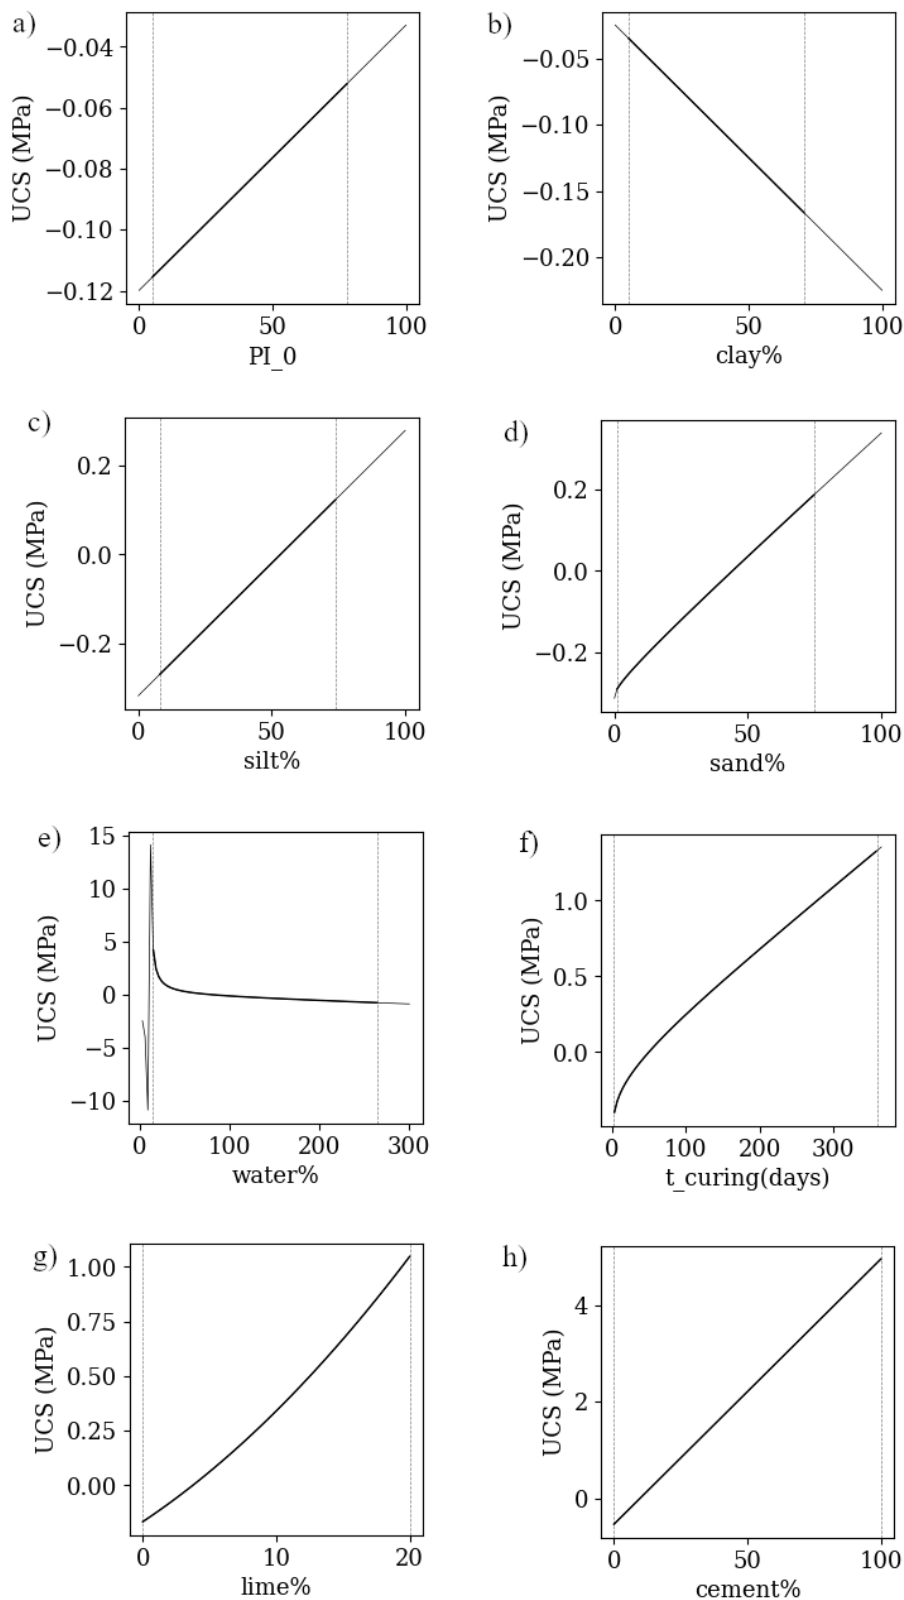 a)
−0.04
−0.06
−0.08
−0.10
−0.12
UCS (MPa)
0 50 100
PI_0
b)
−0.05
−0.10
−0.15
−0.20
UCS (MPa)
0 50 100
clay%
c)
0.2
0.0
−0.2
UCS (MPa)
0 50 100
silt%
d)
0.2
0.0
−0.2
UCS (MPa)
0 50 100
sand%
e)
15
10
5
0
−5
−10
UCS (MPa)
0 100 200 300
water%
f)
1.0
0.5
0.0
UCS (MPa)
0 100 200 300
t_curing(days)
g)
1.00
0.75
0.50
0.25
0.00
UCS (MPa)
0 10 20
lime%
h)
4
2
0
UCS (MPa)
0 50 100
cement%